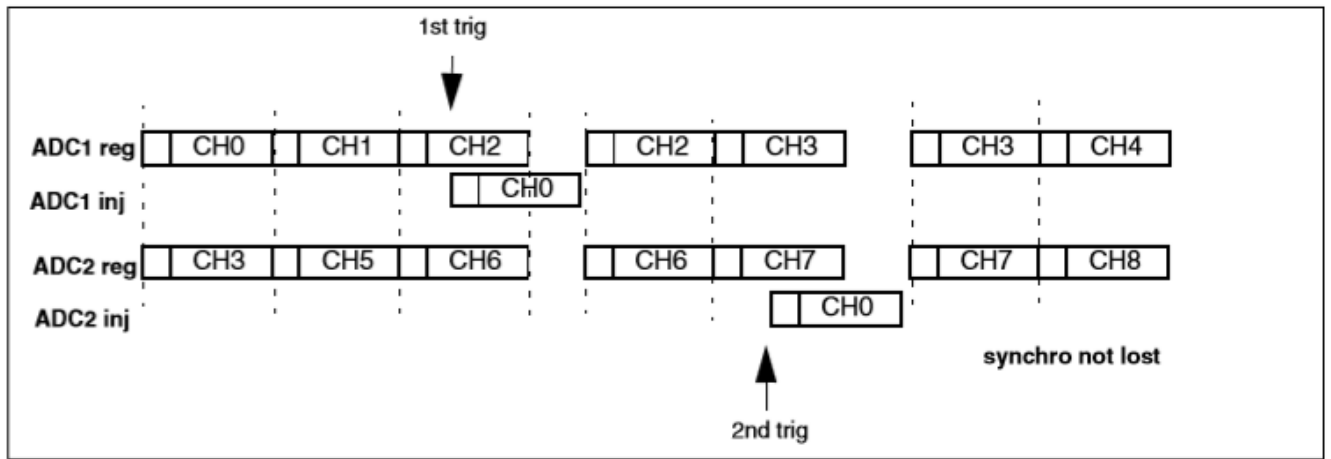 1st trig
ADC1 reg CH0 CH1 CH2 CH2 CH3 CH3 CH4
ADC1 inj CH0
ADC2 reg CH3 CH5 CH6 CH6 CH7 CH7 CH8
ADC2 inj CH0
synchro not lost
2nd trig